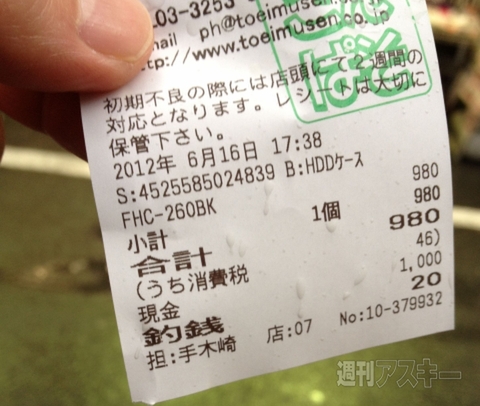 03-3253
mail ph@toeimusen.co.jp
http://www.toeimusen.co.jp
ぱそ
初期不良の際には店頭にて2週間の
対応となります。レシートは大切に
保管下さい。
2012年 6月16日 17:38
S:4525585024839 B:HDDケース
FHC-260BK 980
1個 980
小計 980
合計
(うち消費税 46)
現金 1,000
釣銭 20
担:手木崎 店:07 No:10-379932
週刊アスキー